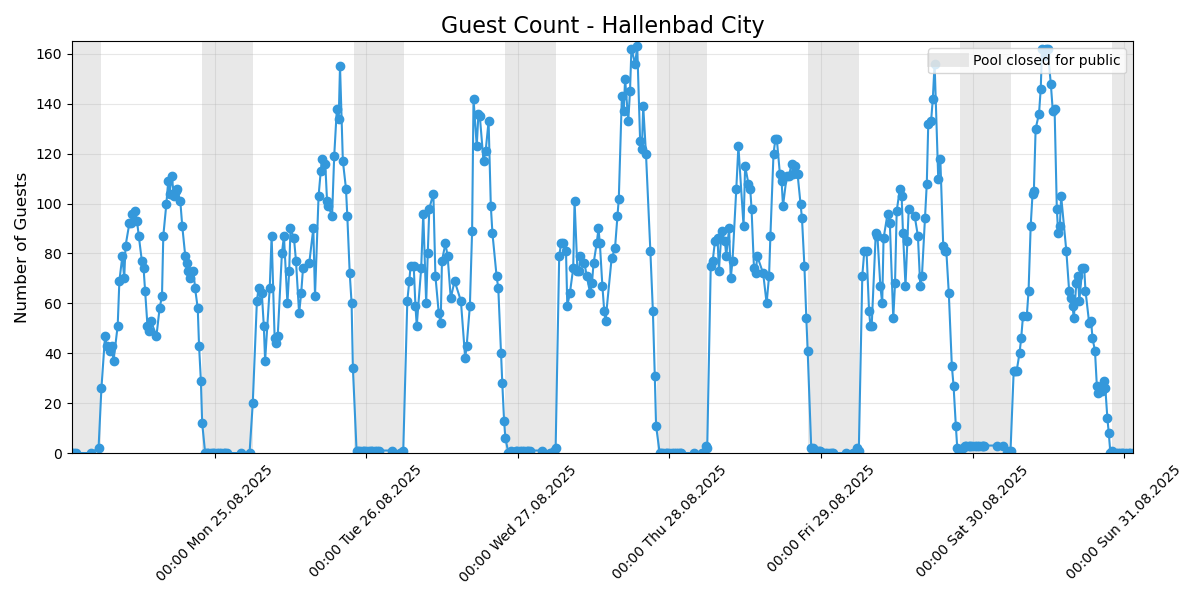 Guest Count - Hallenbad City
Pool closed for public
Number of Guests
160
140
120
100
80
60
40
20
0
00:00 Mon 25.08.2025
00:00 Tue 26.08.2025
00:00 Wed 27.08.2025
00:00 Thu 28.08.2025
00:00 Fri 29.08.2025
00:00 Sat 30.08.2025
00:00 Sun 31.08.2025